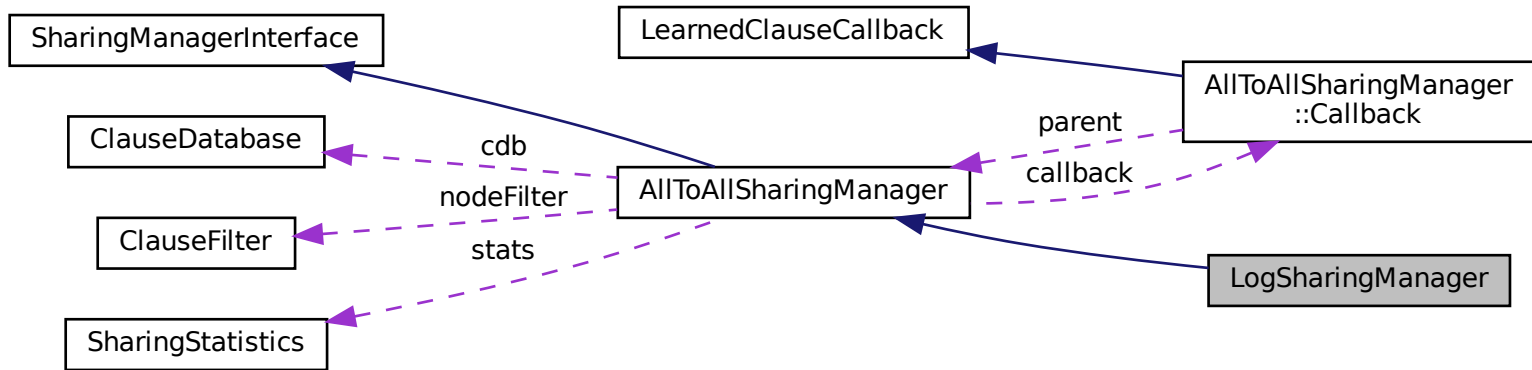 SharingManagerInterface
LearnedClauseCallback
AllToAllSharingManager
::Callback
ClauseDatabase
cdb
parent
AllToAllSharingManager
callback
nodeFilter
ClauseFilter
stats
LogSharingManager
SharingStatistics